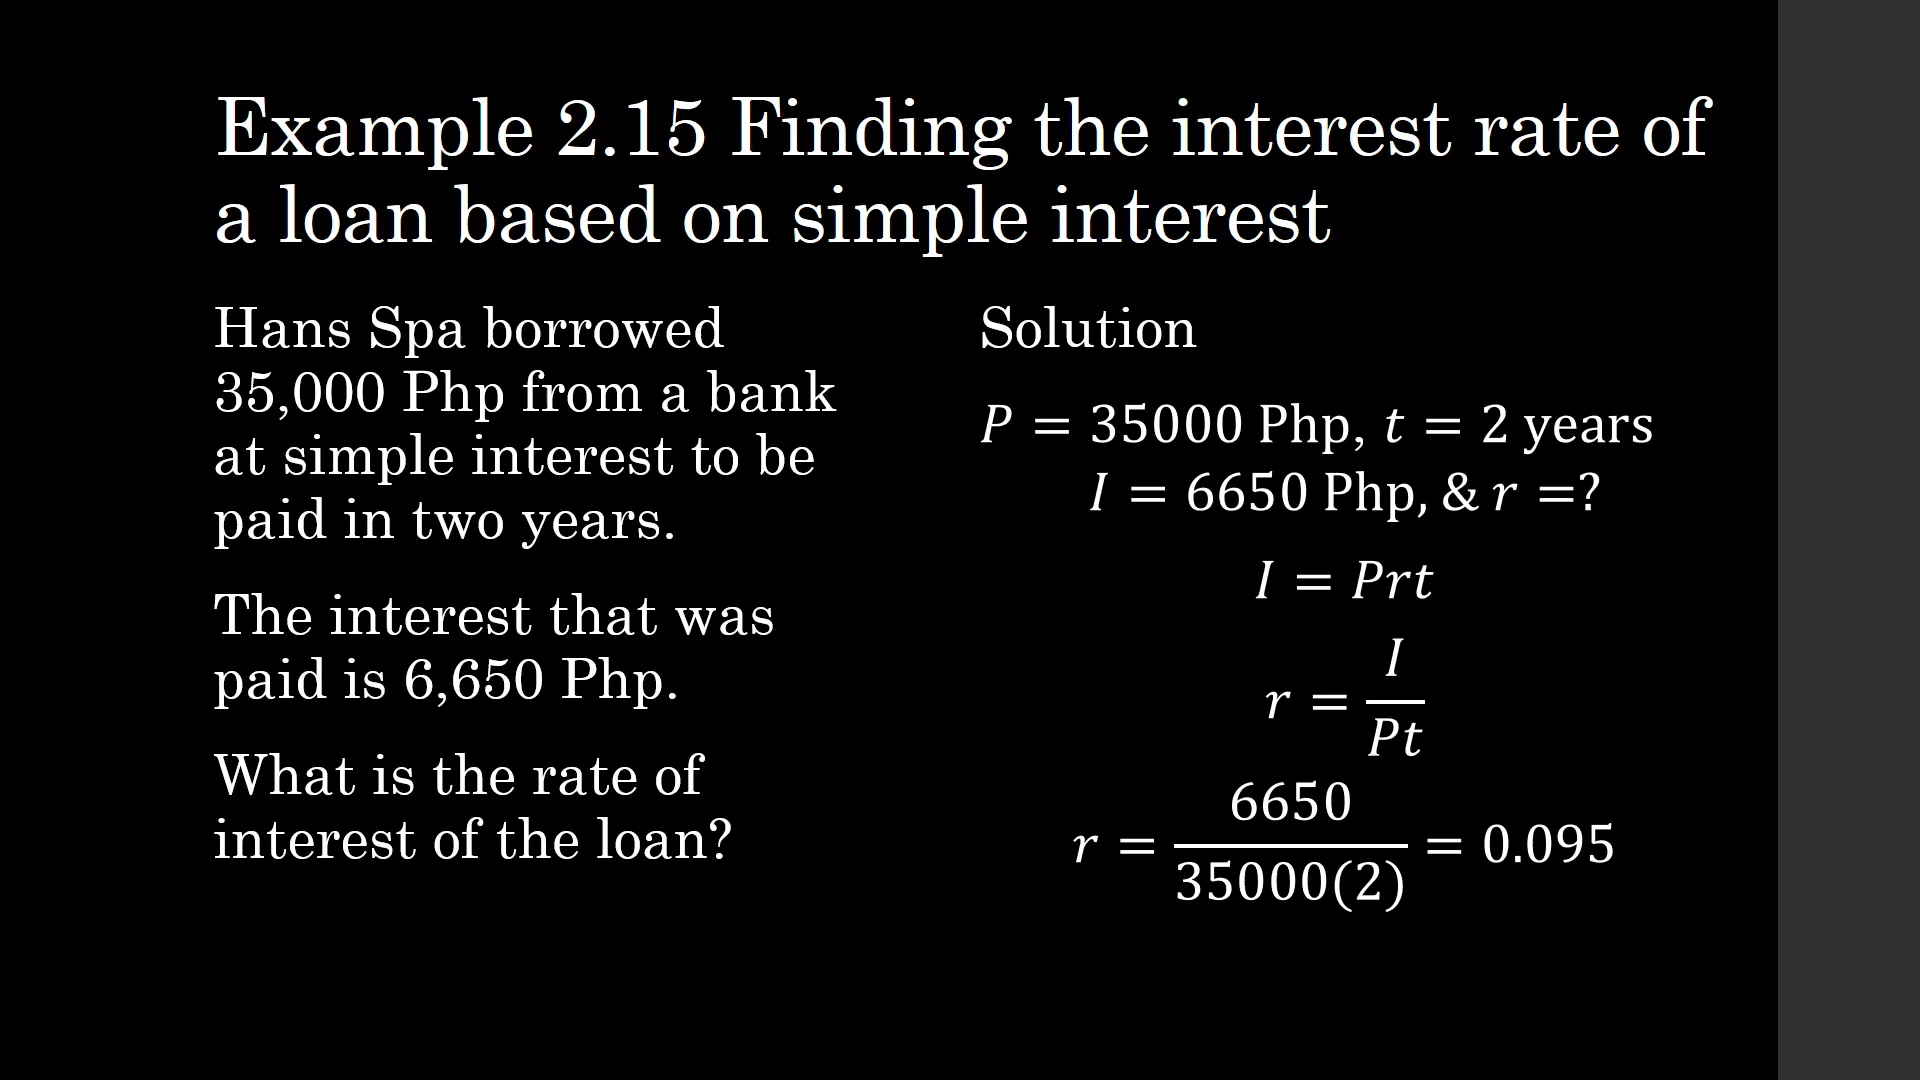 Example 2.15 Finding the interest rate of
a loan based on simple interest
Hans Spa borrowed
35,000 Php from a bank
at simple interest to be
paid in two years.
The interest that was
paid is 6,650 Php.
What is the rate of
interest of the loan?
Solution
P = 35000 Php, t = 2 years
I = 6650 Php, & r =?
I = Prt
r = I/Pt
r = 6650/35000(2) = 0.095